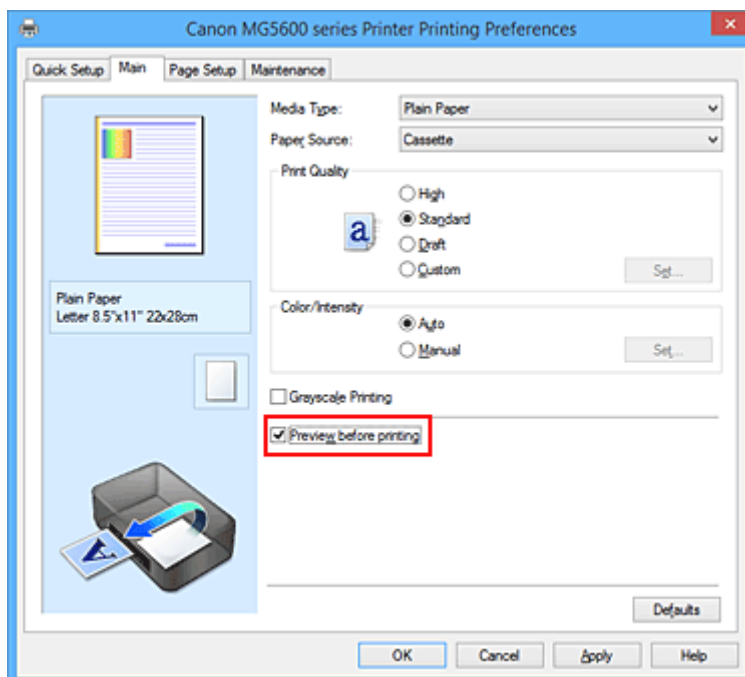 Canon MG5600 series Printer Printing Preferences
Quick Setup Main Page Setup Maintenance
Media Type: Plain Paper
Paper Source: Cassette
Print Quality
High
a Standard
Draft
Custom Set...
Plain Paper
Letter 8.5"x11" 22x28cm
Color/Intensity
Auto
Manual Set...
Grayscale Printing
Preview before printing
A
Defaults
OK Cancel Apply Help